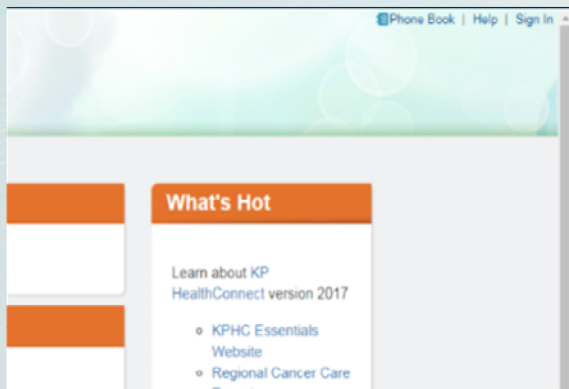 Phone Book | Help | Sign In
What's Hot
Learn about KP
HealthConnect version 2017
KPHC Essentials
Website
Regional Cancer Care